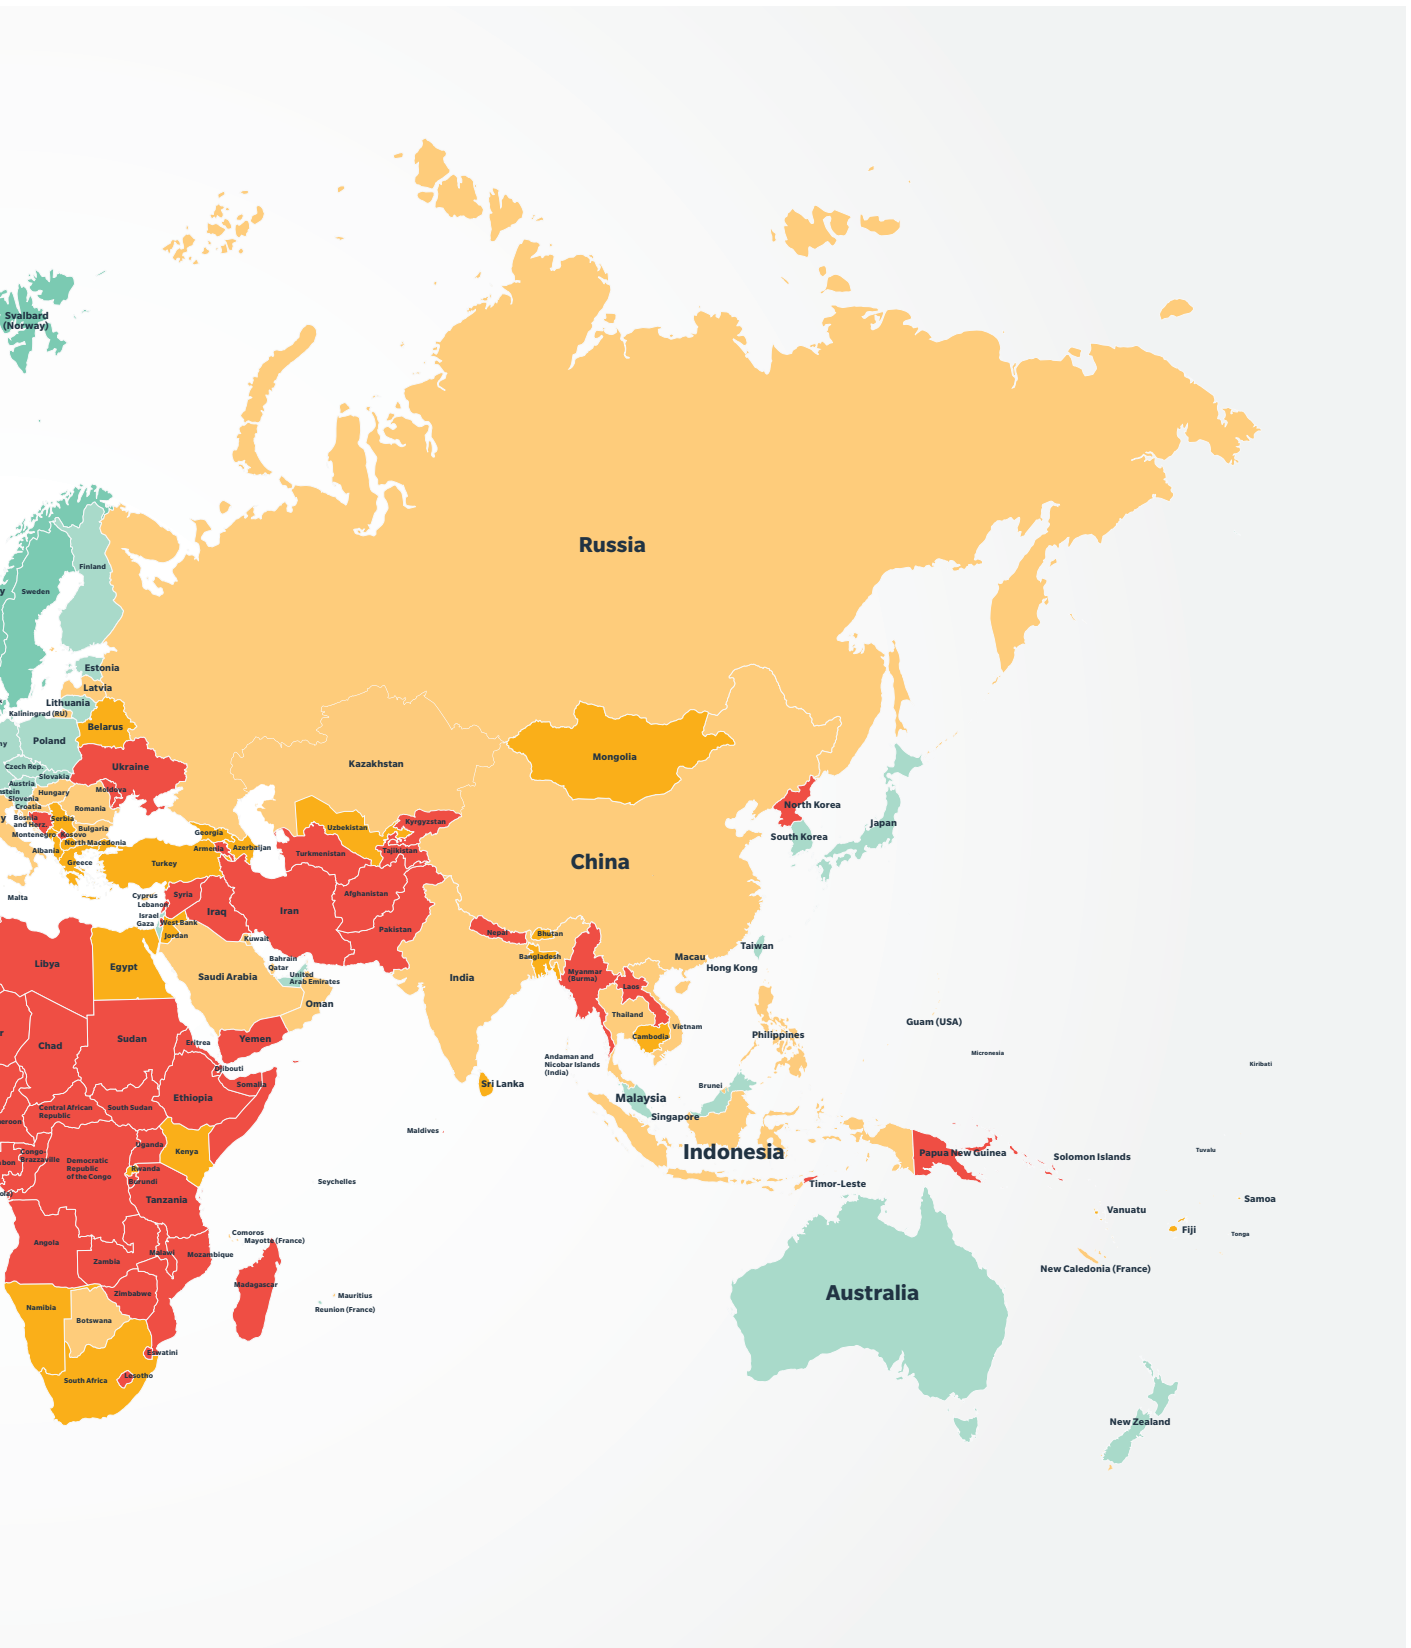 Svalbard
(Norway)
Finland
Sweden
Russia
Estonia
Latvia
Lithuania
Kaliningrad (RU)
Belarus
Poland
Czech Rep.
Slovakia
Ukraine
Austria
Hungary
Moldova
Slovenia
Croatia
Romania
Bosnia
and Herz.
Serbia
Bulgaria
Montenegro
Kosovo
North Macedonia
Albania
Greece
Malta
Kazakhstan
Mongolia
Georgia
Uzbekistan
Kyrgyzstan
Armenia
Azerbaijan
Turkmenistan
Tajikistan
Turkey
China
North Korea
South Korea
Japan
Cyprus
Lebanon
Syria
Israel
Gaza
West Bank
Jordan
Iraq
Iran
Afghanistan
Pakistan
Kuwait
Nepal
Bhutan
Bangladesh
Taiwan
Macau
Hong Kong
Libya
Egypt
Saudi Arabia
Bahrain
Qatar
United
Arab Emirates
Oman
India
Myanmar
(Burma)
Laos
Thailand
Vietnam
Cambodia
Philippines
Guam (USA)
Micronesia
Kiribati
Chad
Sudan
Eritrea
Yemen
Djibouti
Somalia
Ethiopia
Sri Lanka
Andaman and
Nicobar Islands
(India)
Malaysia
Brunei
Singapore
Indonesia
Central African
Republic
South Sudan
Congo-
Brazzaville
Democratic
Republic
of the Congo
Uganda
Kenya
Rwanda
Burundi
Tanzania
Maldives
Seychelles
Papua New Guinea
Solomon Islands
Tuvalu
Timor-Leste
Samoa
Vanuatu
Fiji
Tonga
New Caledonia (France)
Angola
Zambia
Malawi
Mozambique
Comoros
Mayotte (France)
Madagascar
Zimbabwe
Mauritius
Reunion (France)
Namibia
Botswana
Eswatini
Lesotho
South Africa
Australia
New Zealand